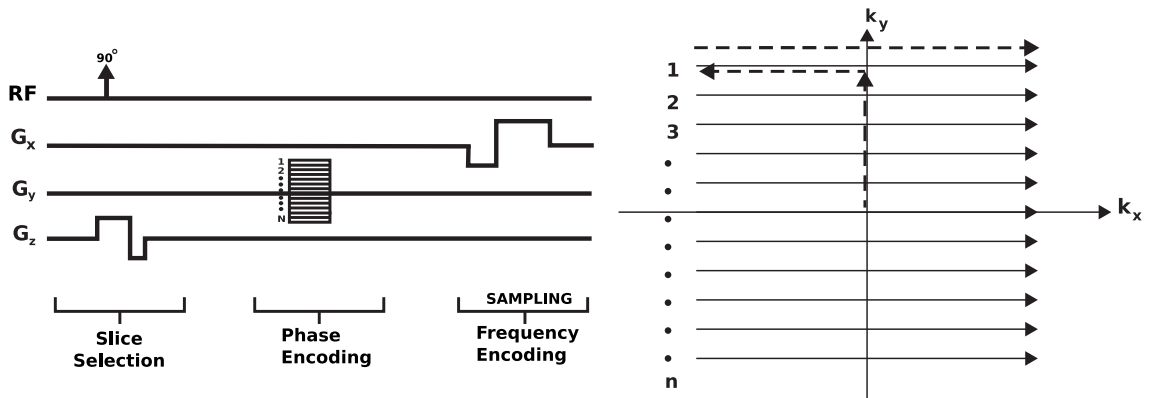 90°
RF
Gx
1
2
Gy
N
Gz
SAMPLING
Slice
Selection
Phase
Encoding
Frequency
Encoding
ky
1
2
3
kx
n